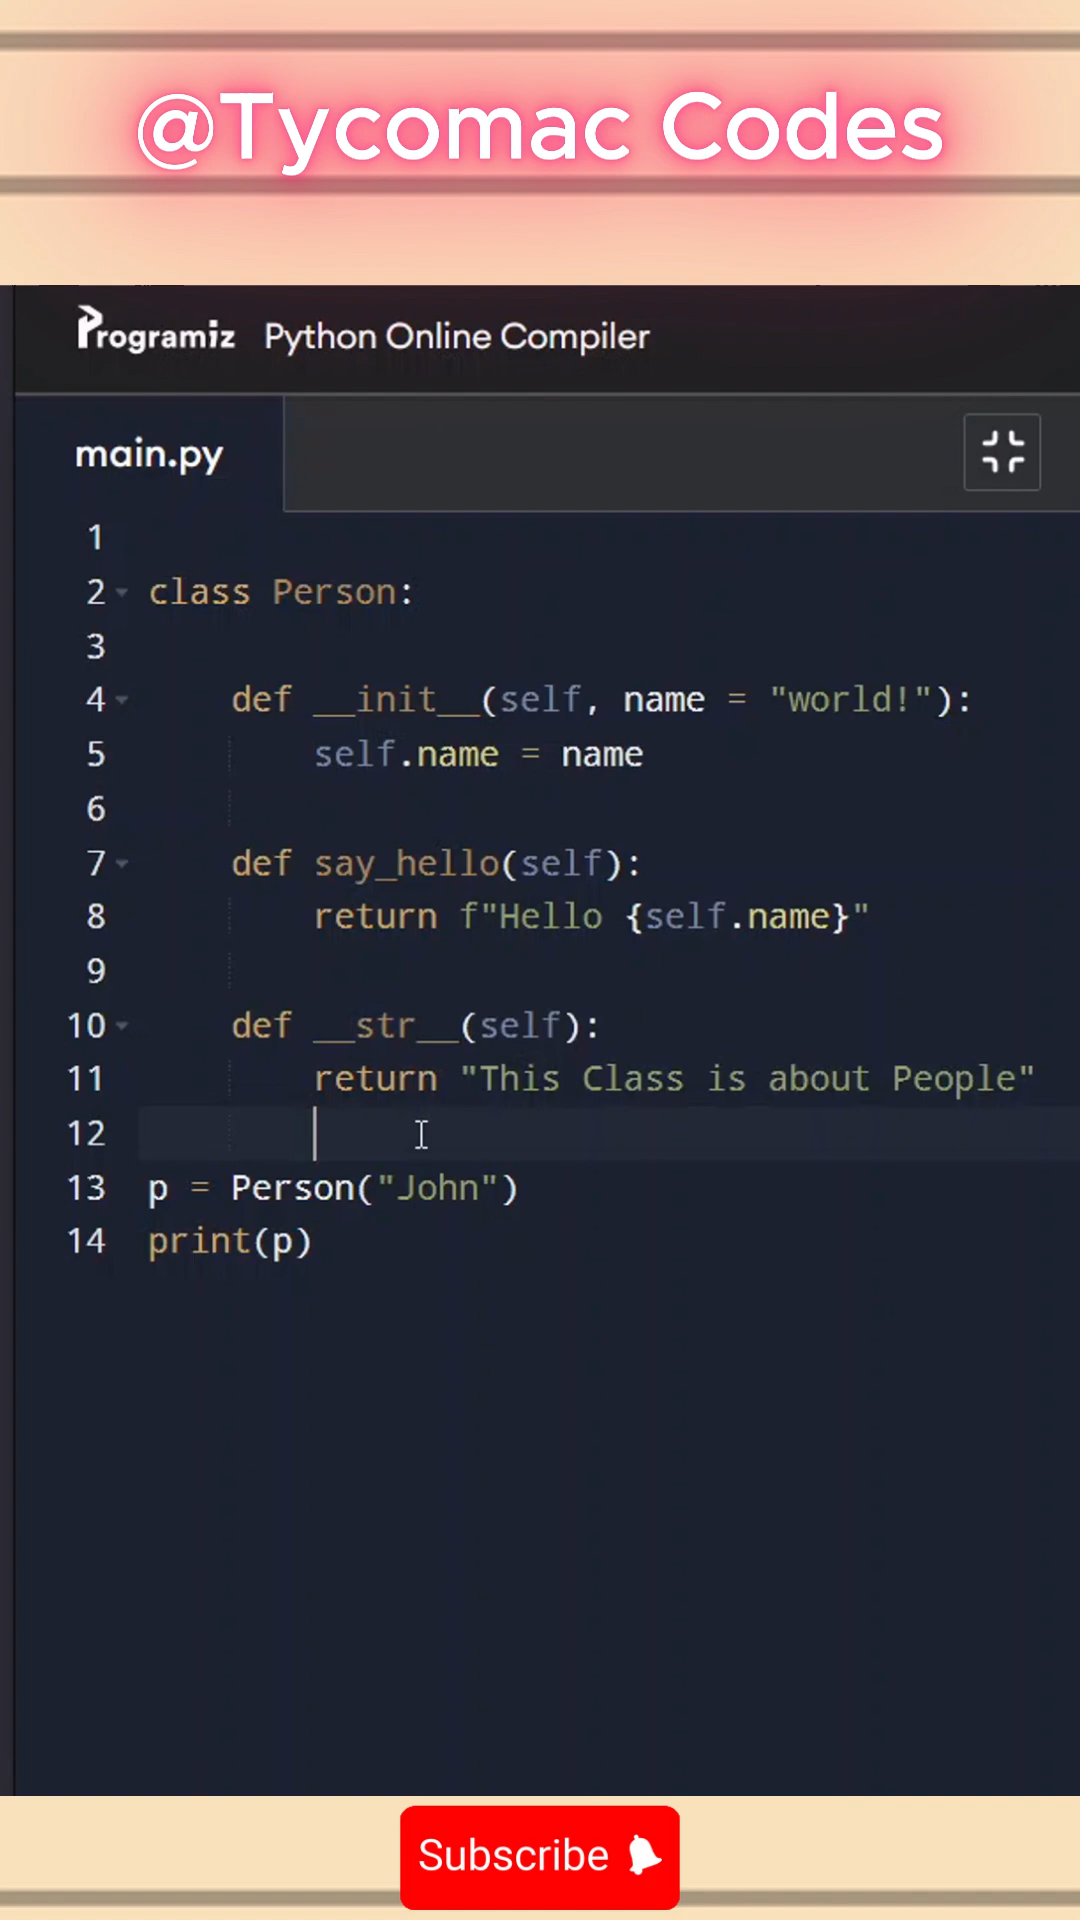 @Tycomac Codes
Programiz Python Online Compiler
main.py
1
2 class Person:
3
4 def __init__(self, name = "world!"):
5 self.name = name
6
7 def say_hello(self):
8 return f"Hello {self.name}"
9
10 def __str__(self):
11 return "This Class is about People"
12
13 p = Person("John")
14 print(p)
Subscribe